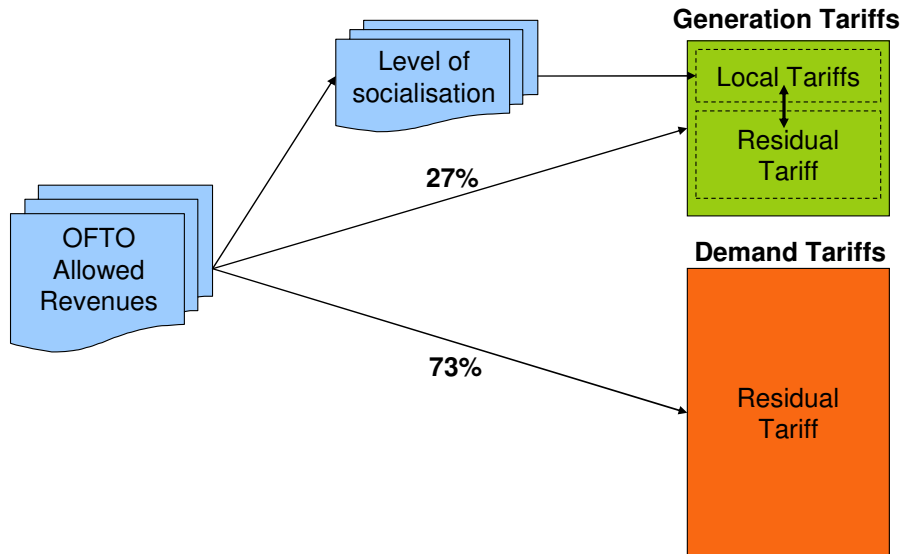 Generation Tariffs
Level of
socialisation
Local Tariffs
Residual
Tariff
27%
OFTO
Allowed
Revenues
Demand Tariffs
73%
Residual
Tariff